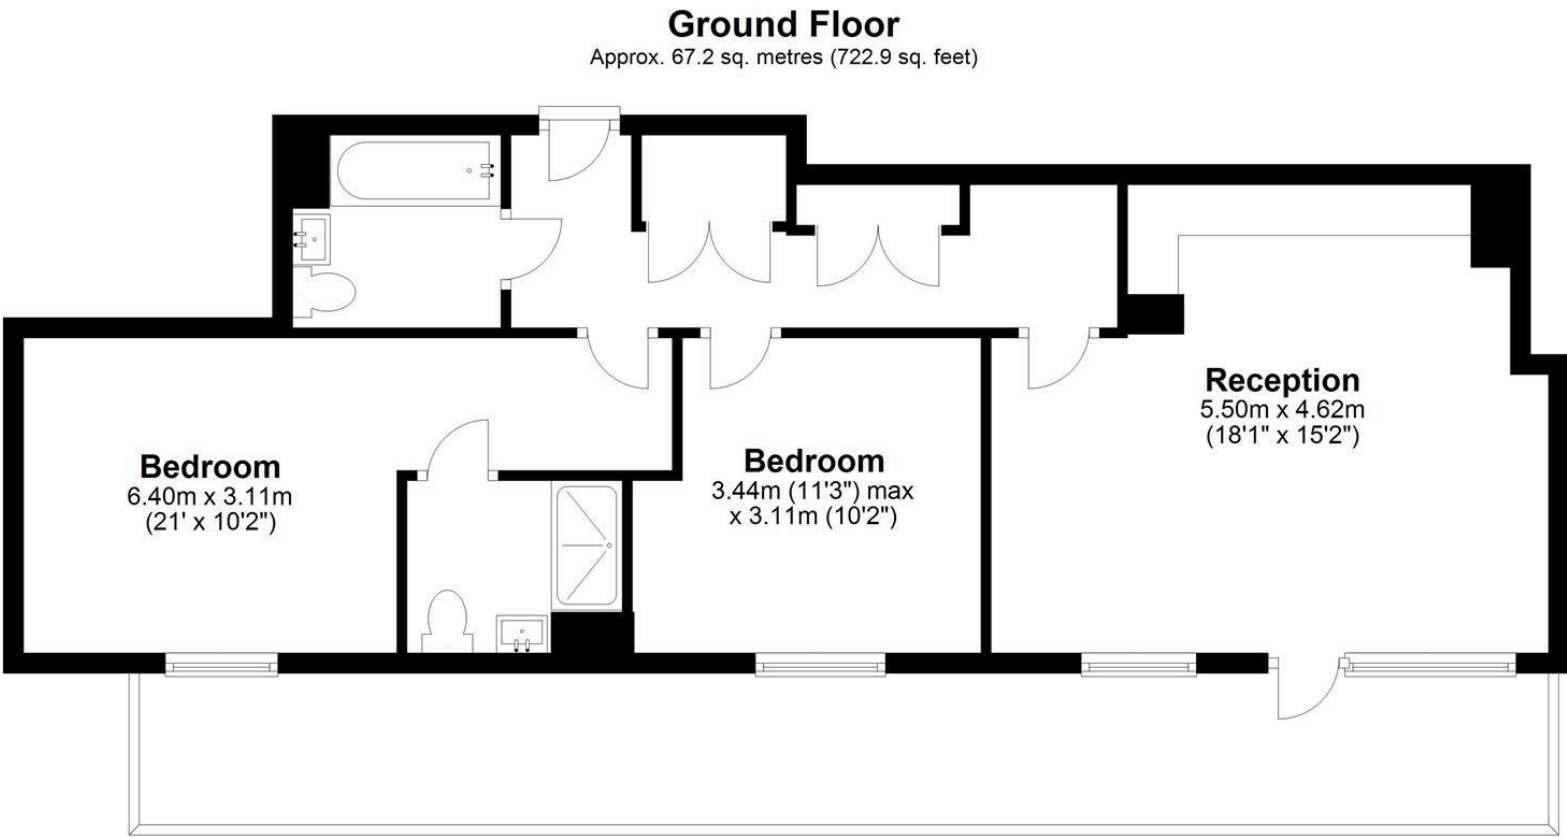 Ground Floor
Approx. 67.2 sq. metres (722.9 sq. feet)
Reception
5.50m x 4.62m
(18'1" x 15'2")
Bedroom
6.40m x 3.11m
(21' x 10'2")
Bedroom
3.44m (11'3") max
x 3.11m (10'2")